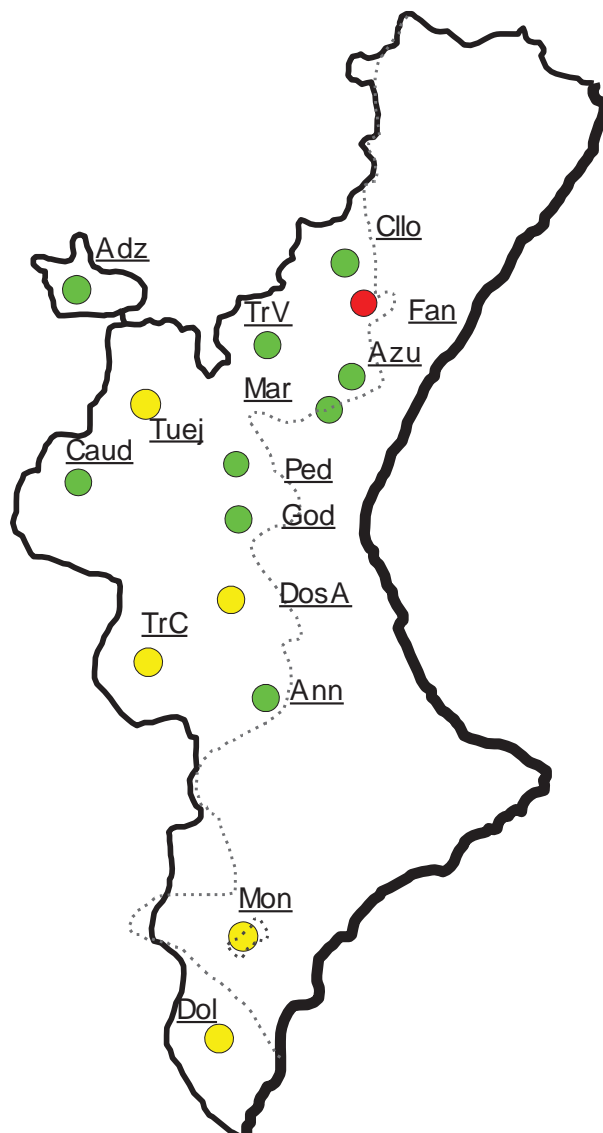 Cllo
Adz
Fan
TrV
Azu
Mar
Tuej
Caud
Ped
God
DosA
TrC
Ann
Mon
Dol